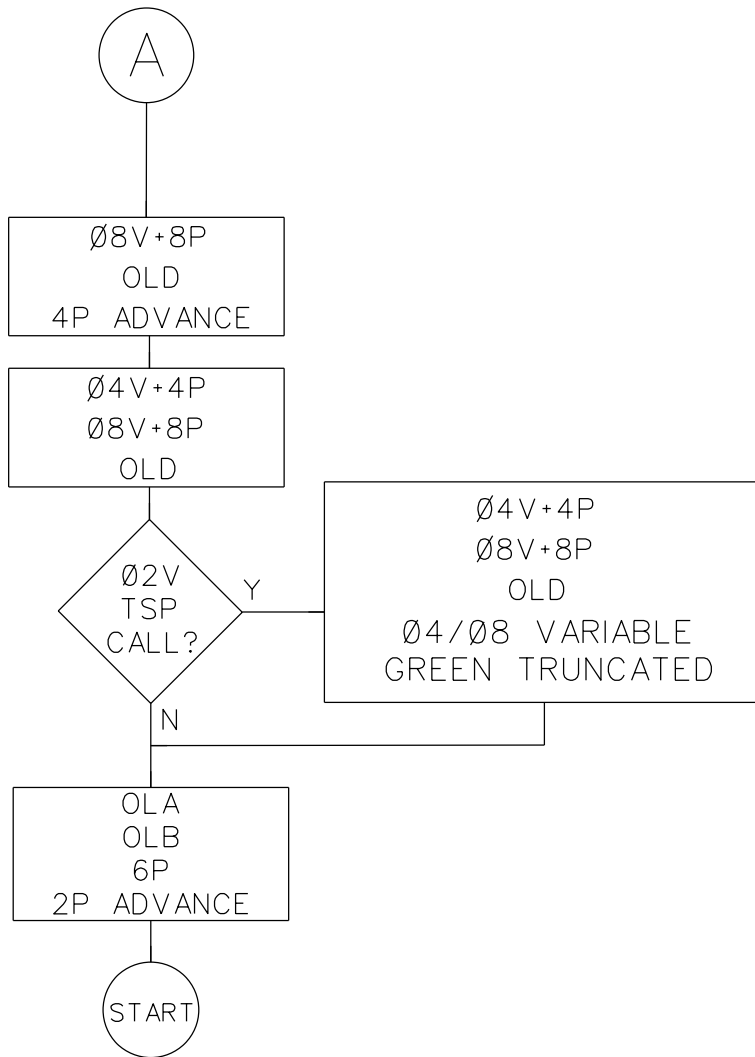 A
Ø8V+8P
OLD
4P ADVANCE
Ø4V+4P
Ø8V+8P
OLD
Ø2V
TSP
CALL?
Y
Ø4V+4P
Ø8V+8P
OLD
Ø4/Ø8 VARIABLE
GREEN TRUNCATED
N
OLA
OLB
6P
2P ADVANCE
START